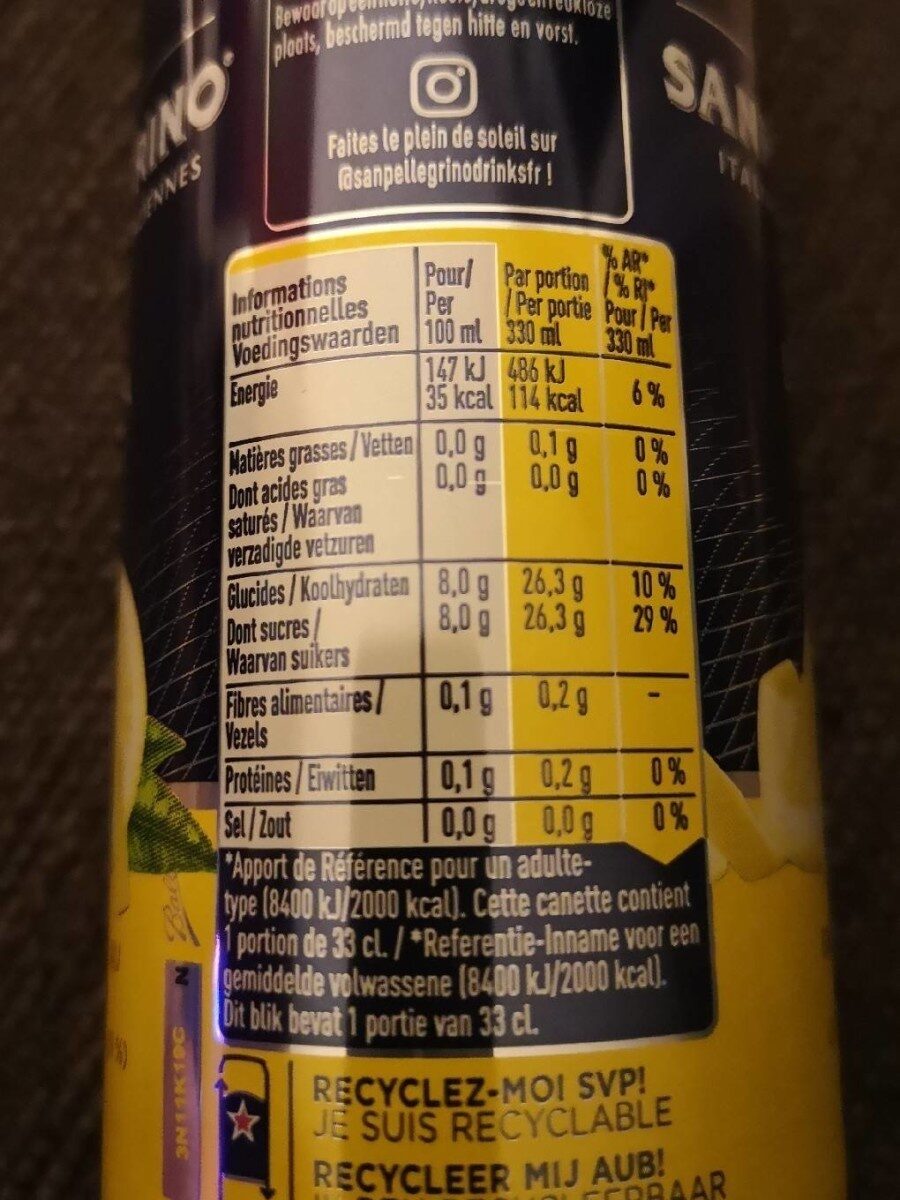 plaats, beschermd tegen hitte en vorst.
Faites le plein de soleil sur
@sanpellegrinodrinksfr !
SAN
Informations nutritionnelles Voedingswaarden | Pour/ Per 100 ml | Par portion / Per portie 330 ml | % AR* / % RI* Pour / Per 330 ml
Energie 147 kJ 486 kJ
35 kcal 114 kcal 6 %
Matières grasses / Vetten 0,0 g 0,1 g 0 %
Dont acides gras 0,0 g 0,0 g 0 %
saturés / Waarvan
verzadigde vetzuren
Glucides / Koolhydraten 8,0 g 26,3 g 10 %
Dont sucres / 8,0 g 26,3 g 29 %
Waarvan suikers
Fibres alimentaires / 0,1 g 0,2 g -
Vezels
Protéines / Eiwitten 0,1 g 0,2 g 0 %
Sel / Zout 0,0 g 0,0 g 0 %
*Apport de Référence pour un adulte-
type (8400 kJ/2000 kcal). Cette canette contient
1 portion de 33 cl. / *Referentie-Inname voor een
gemiddelde volwassene (8400 kJ/2000 kcal).
Dit blik bevat 1 portie van 33 cl.
3N11K19C N
RECYCLEZ-MOI SVP!
JE SUIS RECYCLABLE
RECYCLEER MIJ AUB!